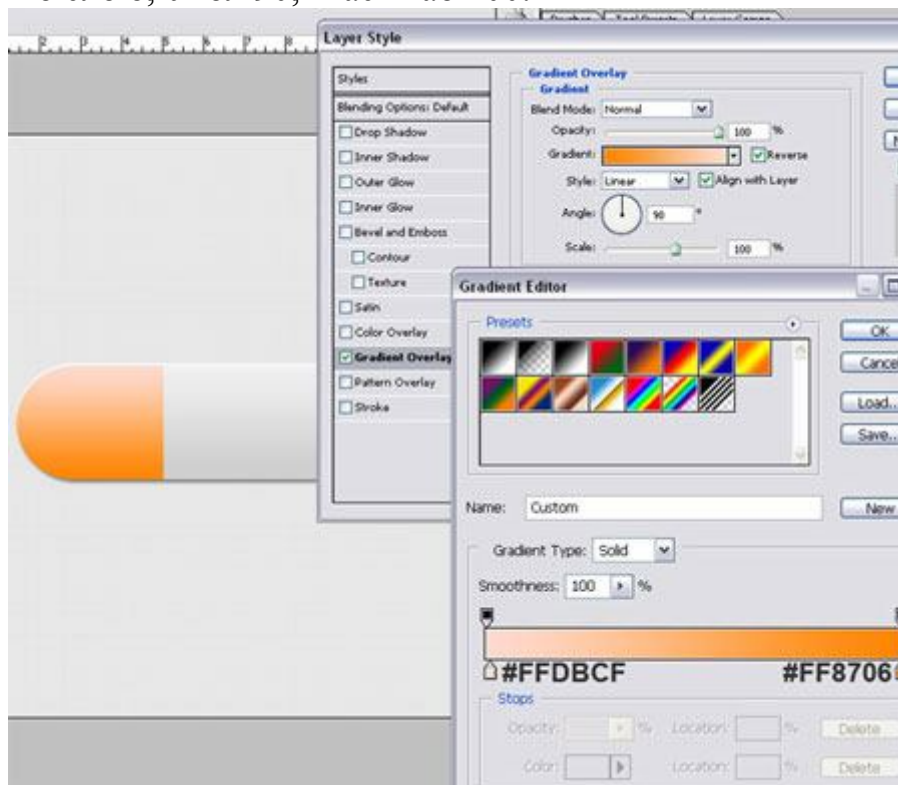 Layer Style
Styles
Blending Options: Default
Drop Shadow
Inner Shadow
Outer Glow
Inner Glow
Bevel and Emboss
Contour
Texture
Satin
Color Overlay
Gradient Overlay
Pattern Overlay
Stroke
Gradient Overlay
Gradient
Blend Mode: Normal
Opacity: 100 %
Gradient: Reverse
Style: Linear Align with Layer
Angle: 90 °
Scale: 100 %
Gradient Editor
Presets
OK
Cance
Load..
Save..
Name: Custom
New
Gradient Type: Solid
Smoothness: 100 %
#FFDBCF #FF8706
Stops
Opacity: % Location: % Delete
Color: Location: % Delete